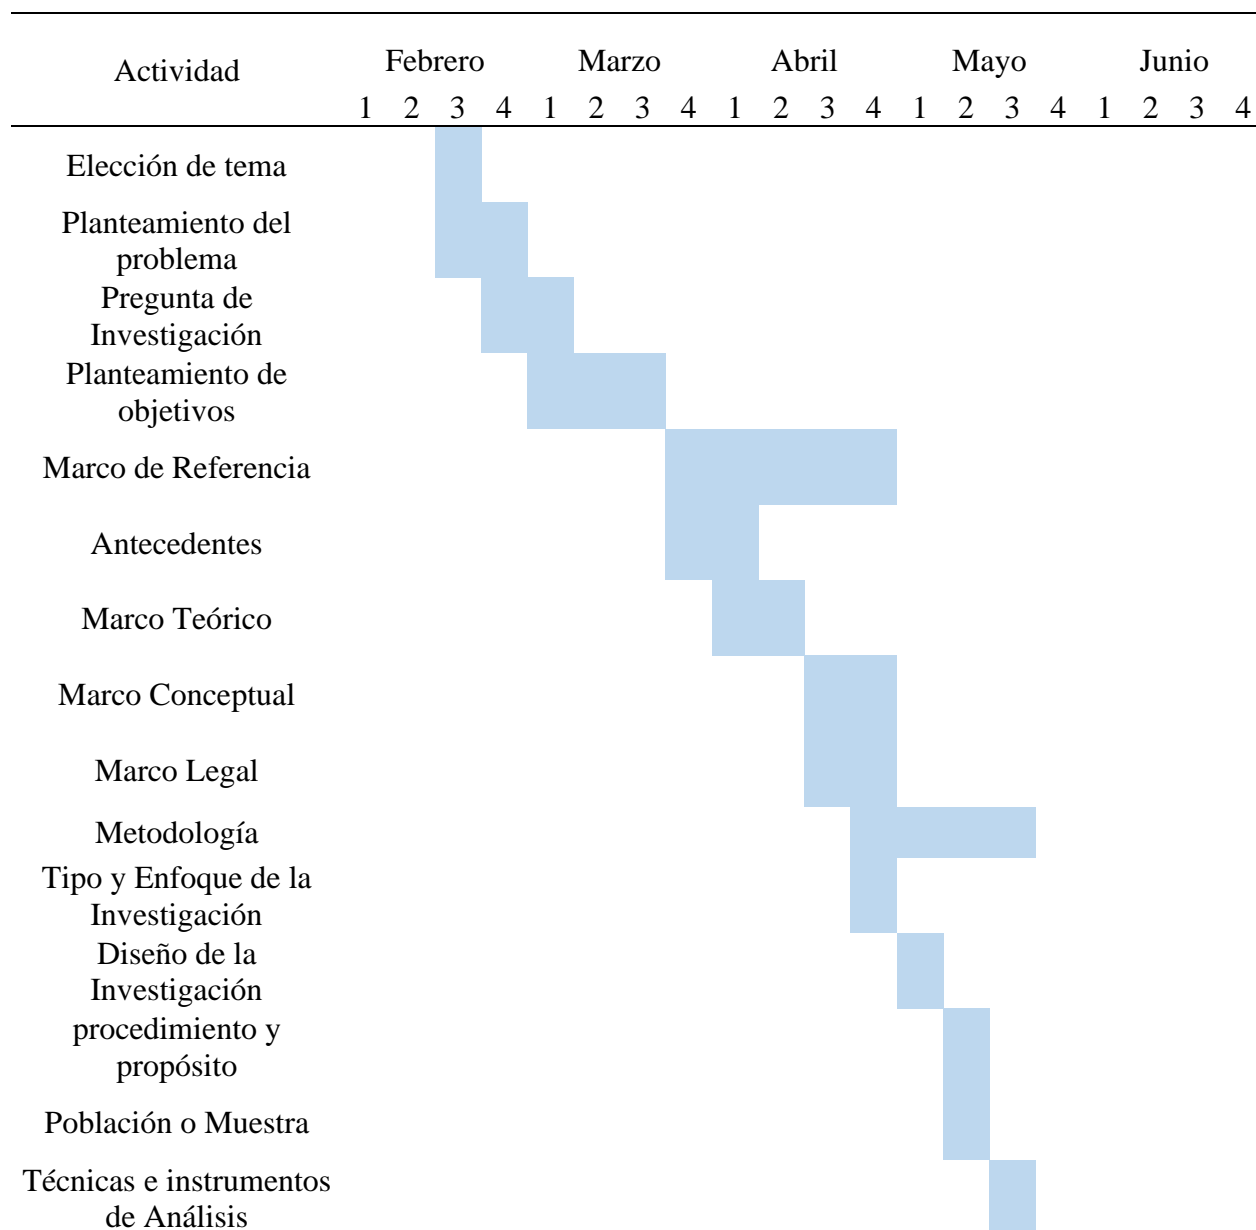 Actividad
Febrero Marzo Abril Mayo Junio
1 2 3 4 1 2 3 4 1 2 3 4 1 2 3 4 1 2 3 4
Elección de tema
Planteamiento del
problema
Pregunta de
Investigación
Planteamiento de
objetivos
Marco de Referencia
Antecedentes
Marco Teórico
Marco Conceptual
Marco Legal
Metodología
Tipo y Enfoque de la
Investigación
Diseño de la
Investigación
procedimiento y
propósito
Población o Muestra
Técnicas e instrumentos
de Análisis